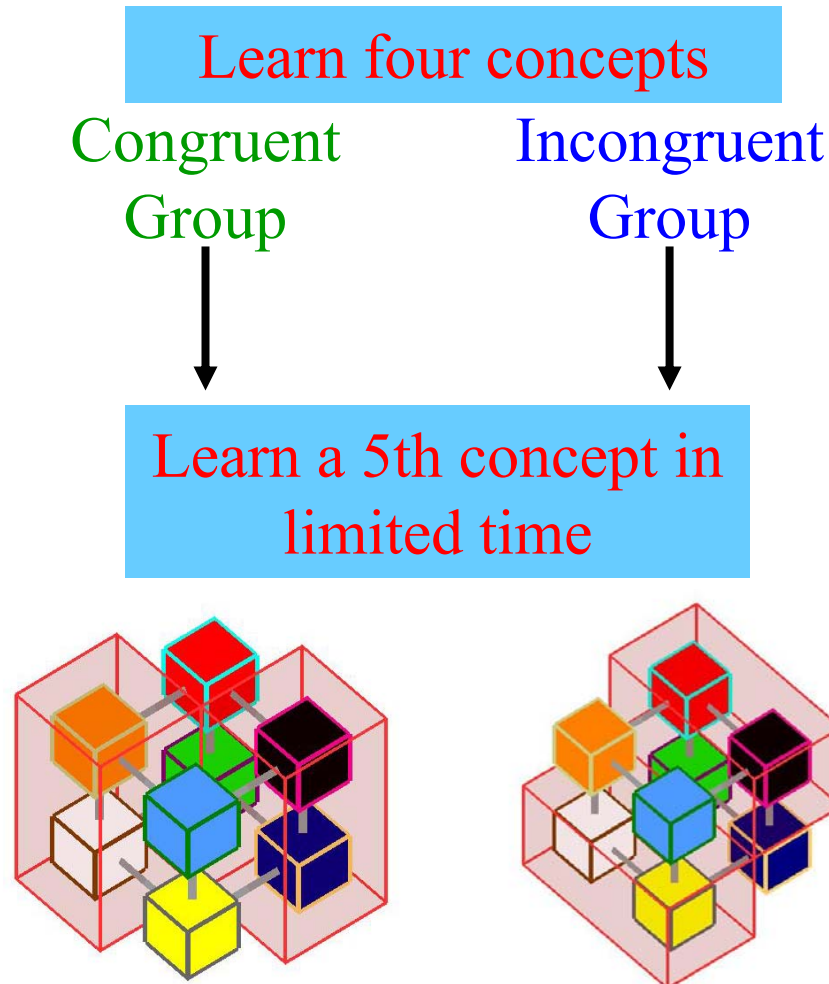 Learn four concepts
Congruent
Group
Incongruent
Group
Learn a 5th concept in
limited time